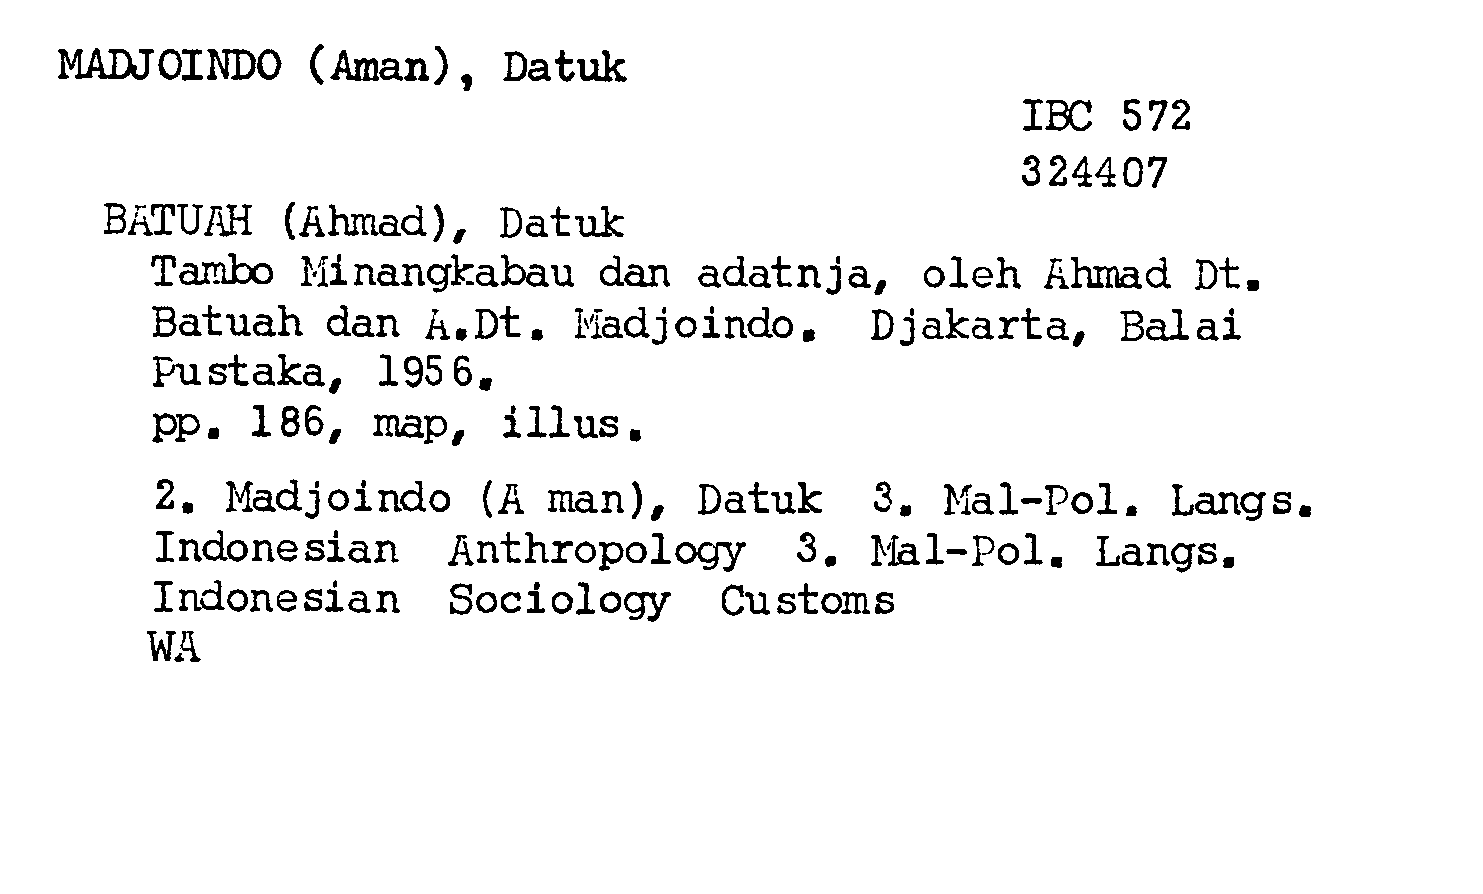 MADJOINDO (Aman), Datuk
IBC 572
324407
BATUAH (Ahmad), Datuk
Tambo Minangkabau dan adatnja, oleh Ahmad Dt.
Batuah dan A.Dt. Madjoindo. Djakarta, Balai
Pustaka, 1956.
pp. 186, map, illus.
2. Madjoindo (A man), Datuk 3. Mal-Pol. Langs.
Indonesian Anthropology 3. Mal-Pol. Langs.
Indonesian Sociology Customs
WA